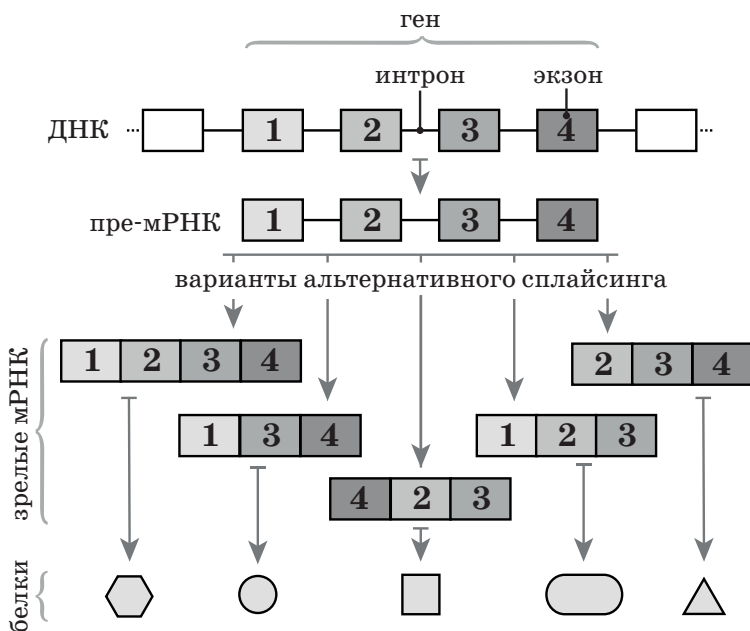 ген
интрон экзон
ДНК 1 2 3 4
пре-мРНК 1 2 3 4
варианты альтернативного сплайсинга
зрелые мРНК
1 2 3 4
2 3 4
1 3 4
1 2 3
4 2 3
белки